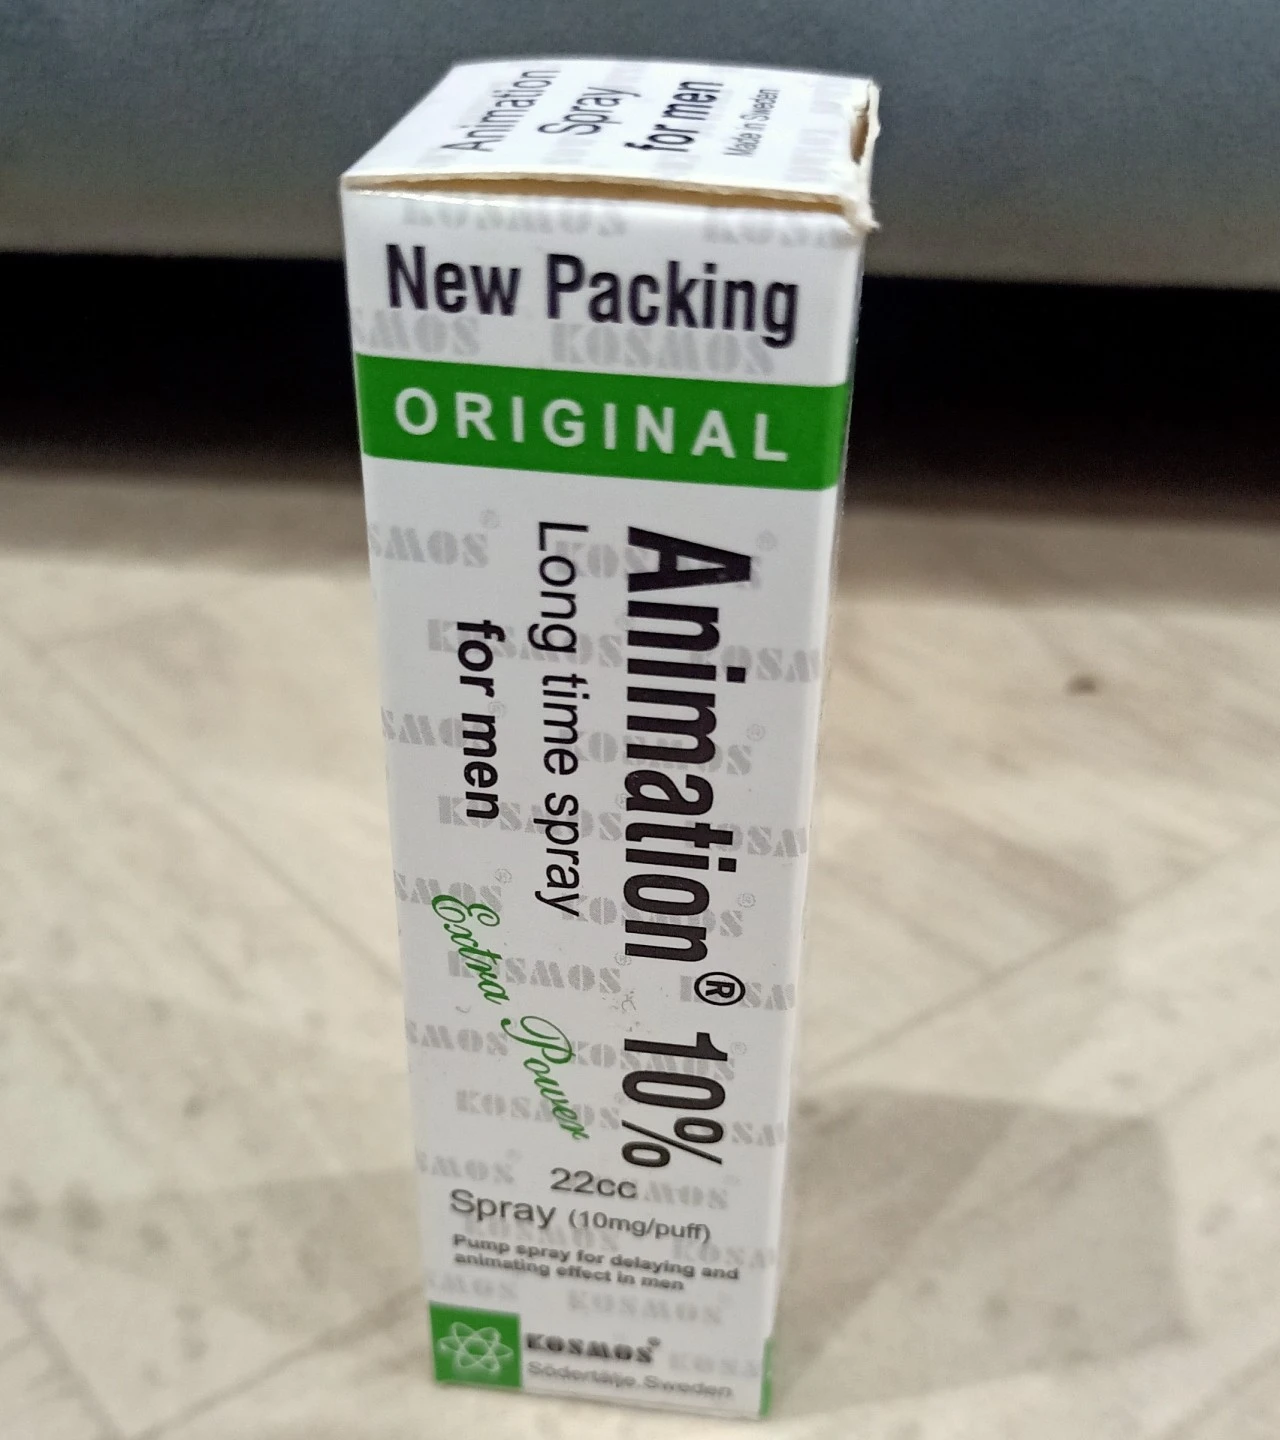 Animation
Spray
for men
Made in Sweden
New Packing
ORIGINAL
Animation® 10%
Long time spray
for men
Extra Power
22cc
Spray (10mg/puff)
Pump spray for delaying and
animating effect in men
KOSMOS®
Södertälje.Sweden